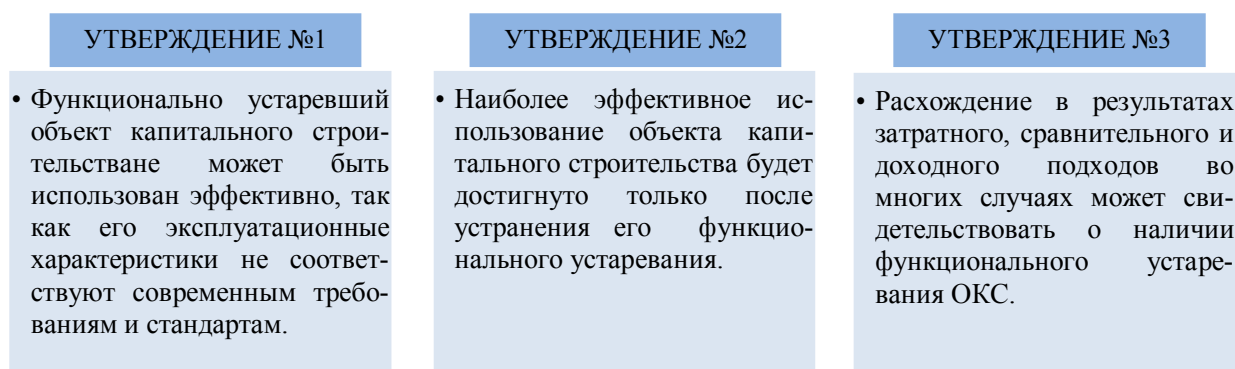 УТВЕРЖДЕНИЕ №1
• Функционально устаревший
объект капитального строи-
тельстване может быть
использован эффективно, так
как его эксплуатационные
характеристики не соответ-
ствуют современным требо-
ваниям и стандартам.
УТВЕРЖДЕНИЕ №2
• Наиболее эффективное ис-
пользование объекта капи-
тального строительства будет
достигнуто только после
устранения его функцио-
нального устаревания.
УТВЕРЖДЕНИЕ №3
• Расхождение в результатах
затратного, сравнительного и
доходного подходов во
многих случаях может сви-
детельствовать о наличии
функционального устаре-
вания ОКС.